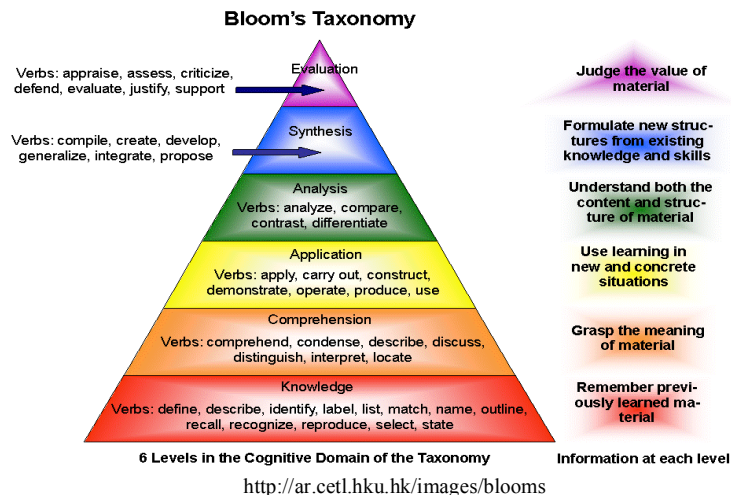 Bloom's Taxonomy
Evaluation
Verbs: appraise, assess, criticize,
defend, evaluate, justify, support
Judge the value of
material
Synthesis
Verbs: compile, create, develop,
generalize, integrate, propose
Formulate new struc-
tures from existing
knowledge and skills
Analysis
Verbs: analyze, compare,
contrast, differentiate
Understand both the
content and struc-
ture of material
Application
Verbs: apply, carry out, construct,
demonstrate, operate, produce, use
Use learning in
new and concrete
situations
Comprehension
Verbs: comprehend, condense, describe, discuss,
distinguish, interpret, locate
Grasp the meaning
of material
Knowledge
Verbs: define, describe, identify, label, list, match, name, outline,
recall, recognize, reproduce, select, state
Remember previ-
ously learned ma-
terial
6 Levels in the Cognitive Domain of the Taxonomy
Information at each level
http://ar.cetl.hku.hk/images/blooms